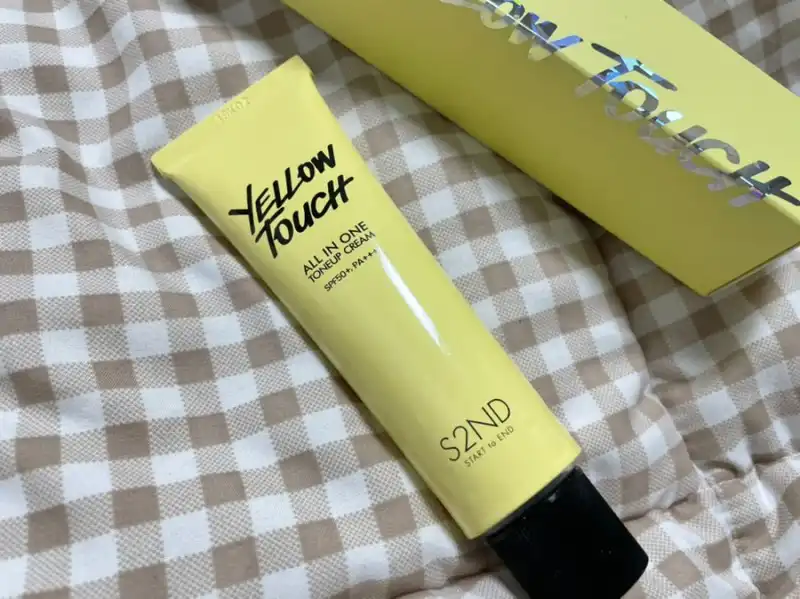 YELLOW
TOUCH
ALL IN ONE
TONEUP CREAM
SPF50+, PA+++
S2ND
START to END
TOUCH